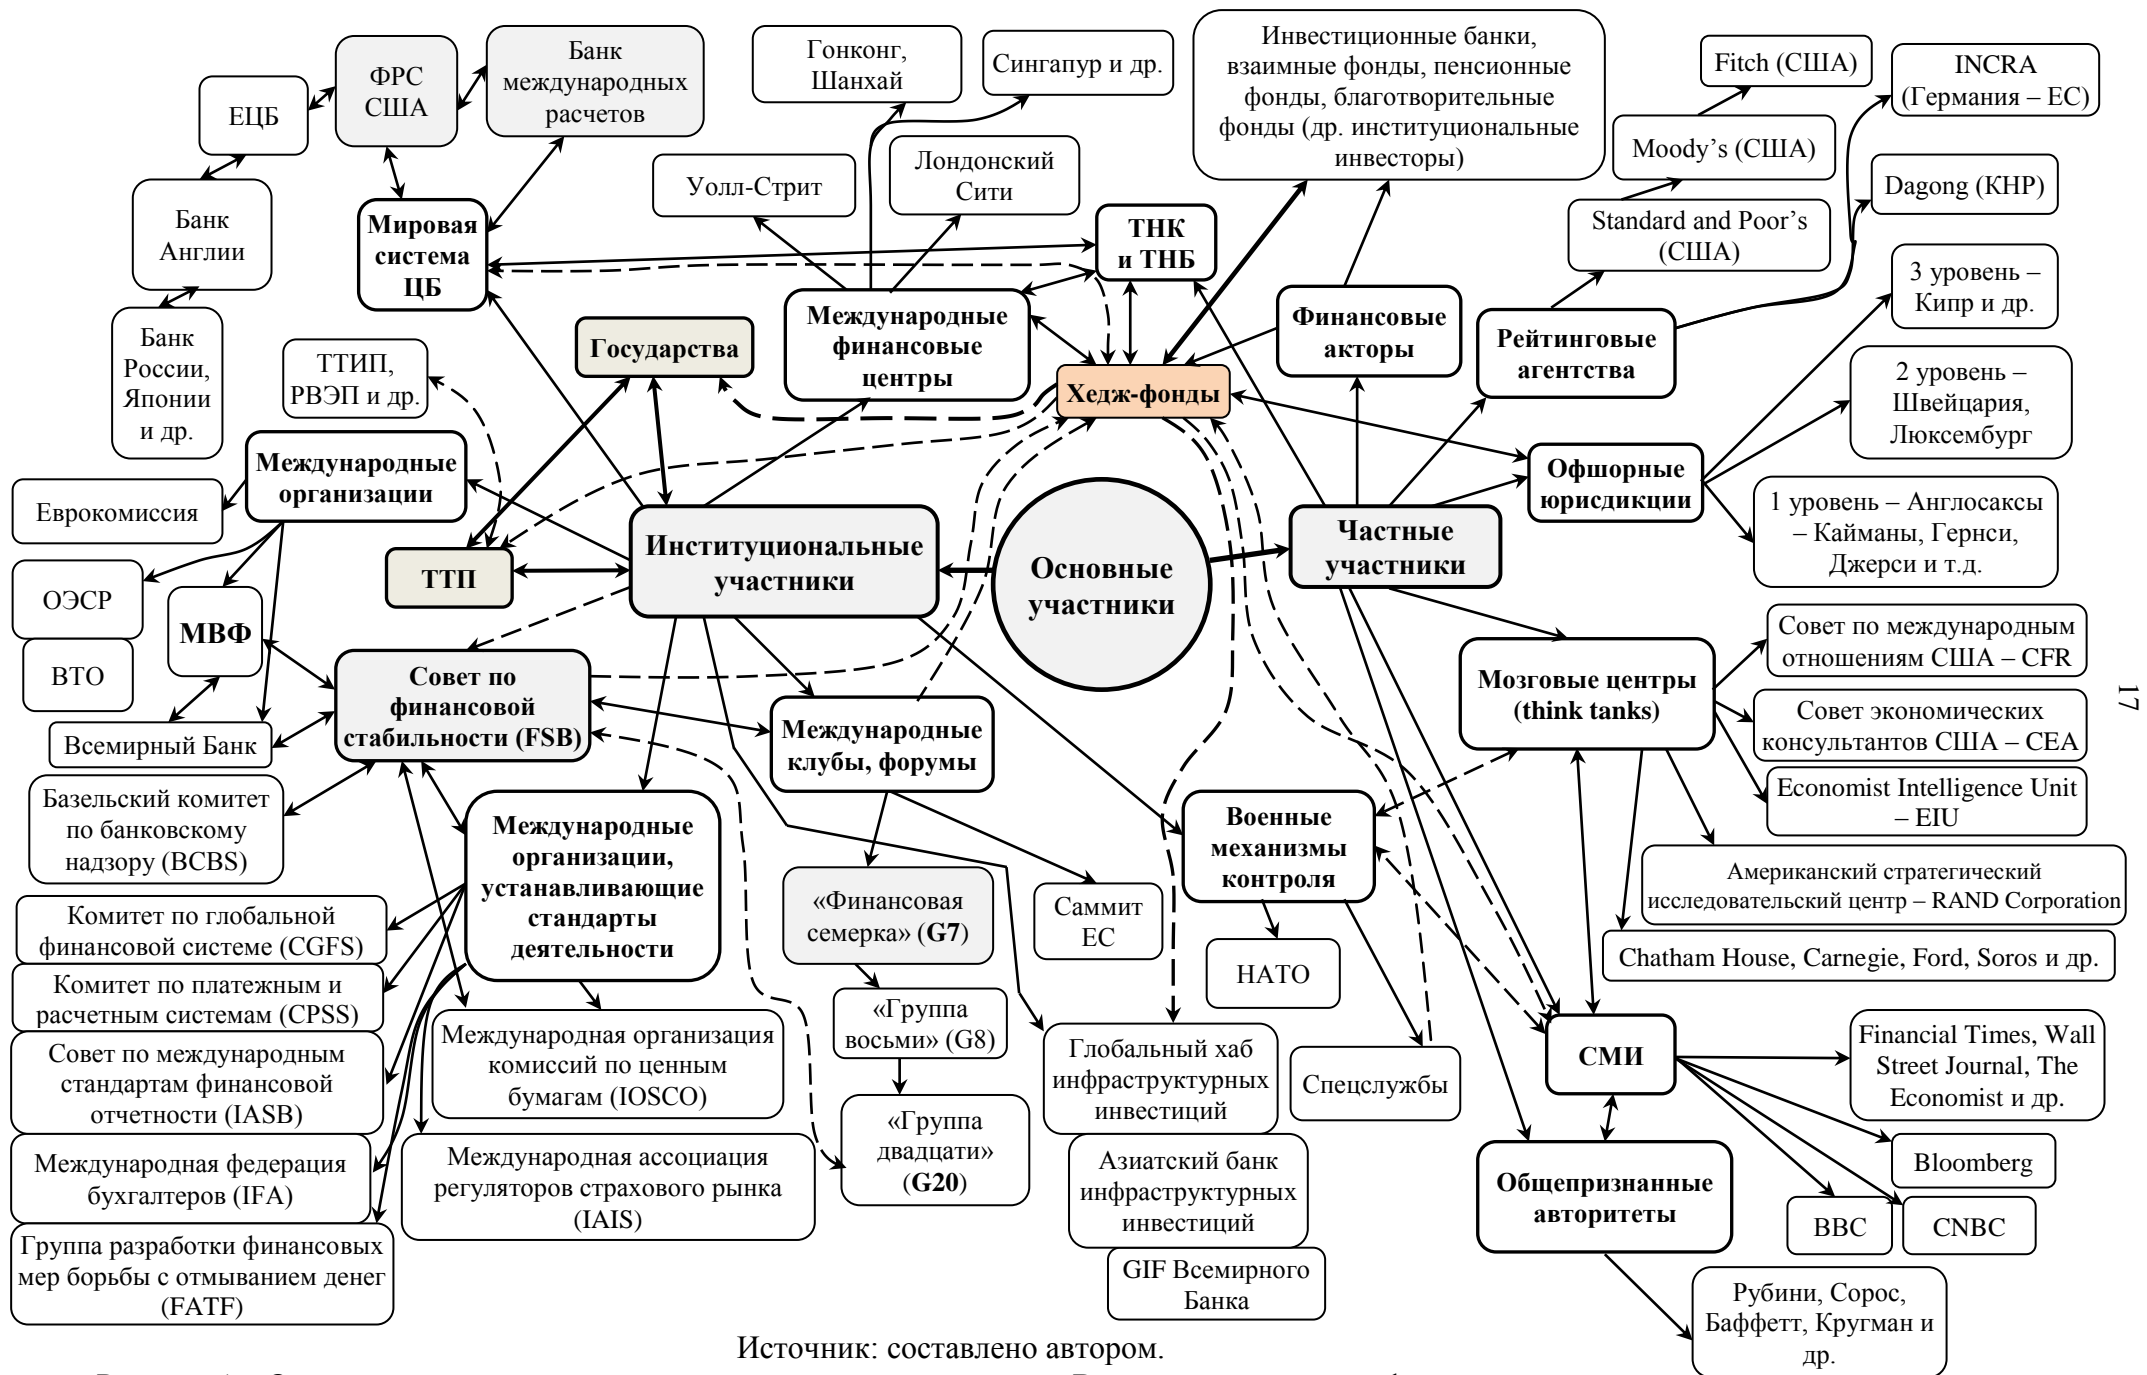 ФРС
США
Банк
международных
расчетов
ЕЦБ
Банк
Англии
Банк
России,
Японии
и др.
Мировая
система
ЦБ
Гонконг,
Шанхай
Сингапур и др.
Уолл-Стрит
Лондонский
Сити
Инвестиционные банки,
взаимные фонды, пенсионные
фонды, благотворительные
фонды (др. институциональные
инвесторы)
Fitch (США)
INCRA
(Германия – ЕС)
Moody’s (США)
Dagong (КНР)
Standard and Poor’s
(США)
ТНК
и ТНБ
Международные
финансовые
центры
Государства
ТТИП,
РВЭП и др.
Хедж-фонды
Финансовые
акторы
Рейтинговые
агентства
3 уровень –
Кипр и др.
2 уровень –
Швейцария,
Люксембург
1 уровень – Англосаксы
– Кайманы, Гернси,
Джерси и т.д.
Офшорные
юрисдикции
Международные
организации
Еврокомиссия
ОЭСР
ВТО
МВФ
Всемирный Банк
ТТП
Институциональные
участники
Основные
участники
Частные
участники
Совет по
финансовой
стабильности (FSB)
Международные
клубы, форумы
Мозговые центры
(think tanks)
Совет по международным
отношениям США – CFR
Совет экономических
консультантов США – CEA
Economist Intelligence Unit
– EIU
Американский стратегический
исследовательский центр – RAND Corporation
Chatham House, Carnegie, Ford, Soros и др.
17
Базельский комитет
по банковскому
надзору (BCBS)
Международные
организации,
устанавливающие
стандарты
деятельности
Военные
механизмы
контроля
«Финансовая
семерка» (G7)
Саммит
ЕС
НАТО
Комитет по глобальной
финансовой системе (CGFS)
Комитет по платежным и
расчетным системам (CPSS)
Совет по международным
стандартам финансовой
отчетности (IASB)
Международная федерация
бухгалтеров (IFA)
Группа разработки финансовых
мер борьбы с отмыванием денег
(FATF)
Международная организация
комиссий по ценным
бумагам (IOSCO)
Международная ассоциация
регуляторов страхового рынка
(IAIS)
«Группа
восьми» (G8)
«Группа
двадцати»
(G20)
Глобальный хаб
инфраструктурных
инвестиций
Азиатский банк
инфраструктурных
инвестиций
GIF Всемирного
Банка
Спецслужбы
СМИ
Financial Times, Wall
Street Journal, The
Economist и др.
Bloomberg
BBC
CNBC
Общепризнанные
авторитеты
Рубини, Сорос,
Баффетт, Кругман и
др.
Источник: составлено автором.